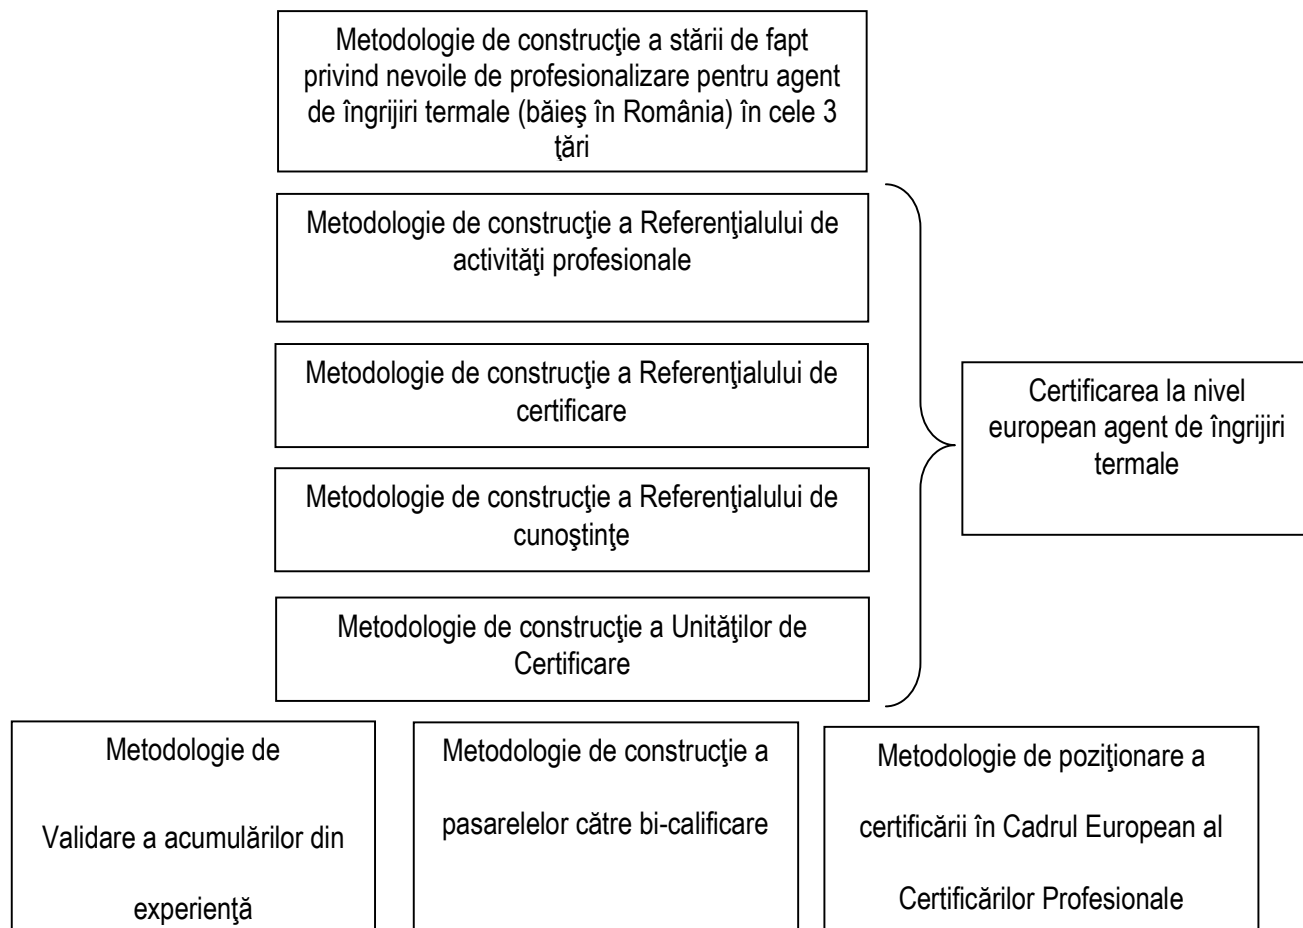 Metodologie de construcţie a stării de fapt
privind nevoile de profesionalizare pentru agent
de îngrijiri termale (băieş în România) în cele 3
ţări
Metodologie de construcţie a Referenţialului de
activităţi profesionale
Metodologie de construcţie a Referenţialului de
certificare
Metodologie de construcţie a Referenţialului de
cunoştinţe
Metodologie de construcţie a Unităţilor de
Certificare
Certificarea la nivel
european agent de îngrijiri
termale
Metodologie de
Validare a acumulărilor din
experienţă
Metodologie de construcţie a
pasarelelor către bi-calificare
Metodologie de poziţionare a
certificării în Cadrul European al
Certificărilor Profesionale